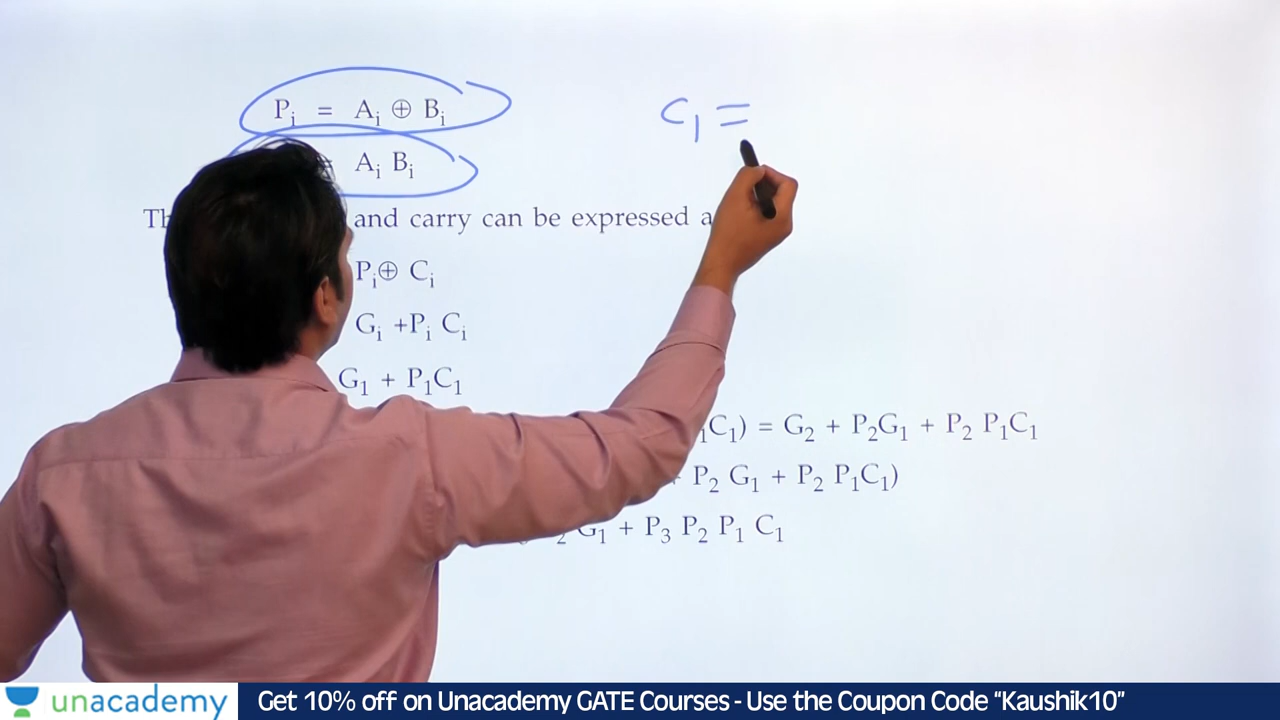 Pi = Ai ⊕ Bi
C1 =
Ai Bi
and carry can be expressed
Pi⊕ Ci
Gi +Pi Ci
G1 + P1C1
1C1) = G2 + P2G1 + P2 P1C1
+ P2 G1 + P2 P1C1)
2 G1 + P3 P2 P1 C1
unacademy
Get 10% off on Unacademy GATE Courses - Use the Coupon Code “Kaushik10”